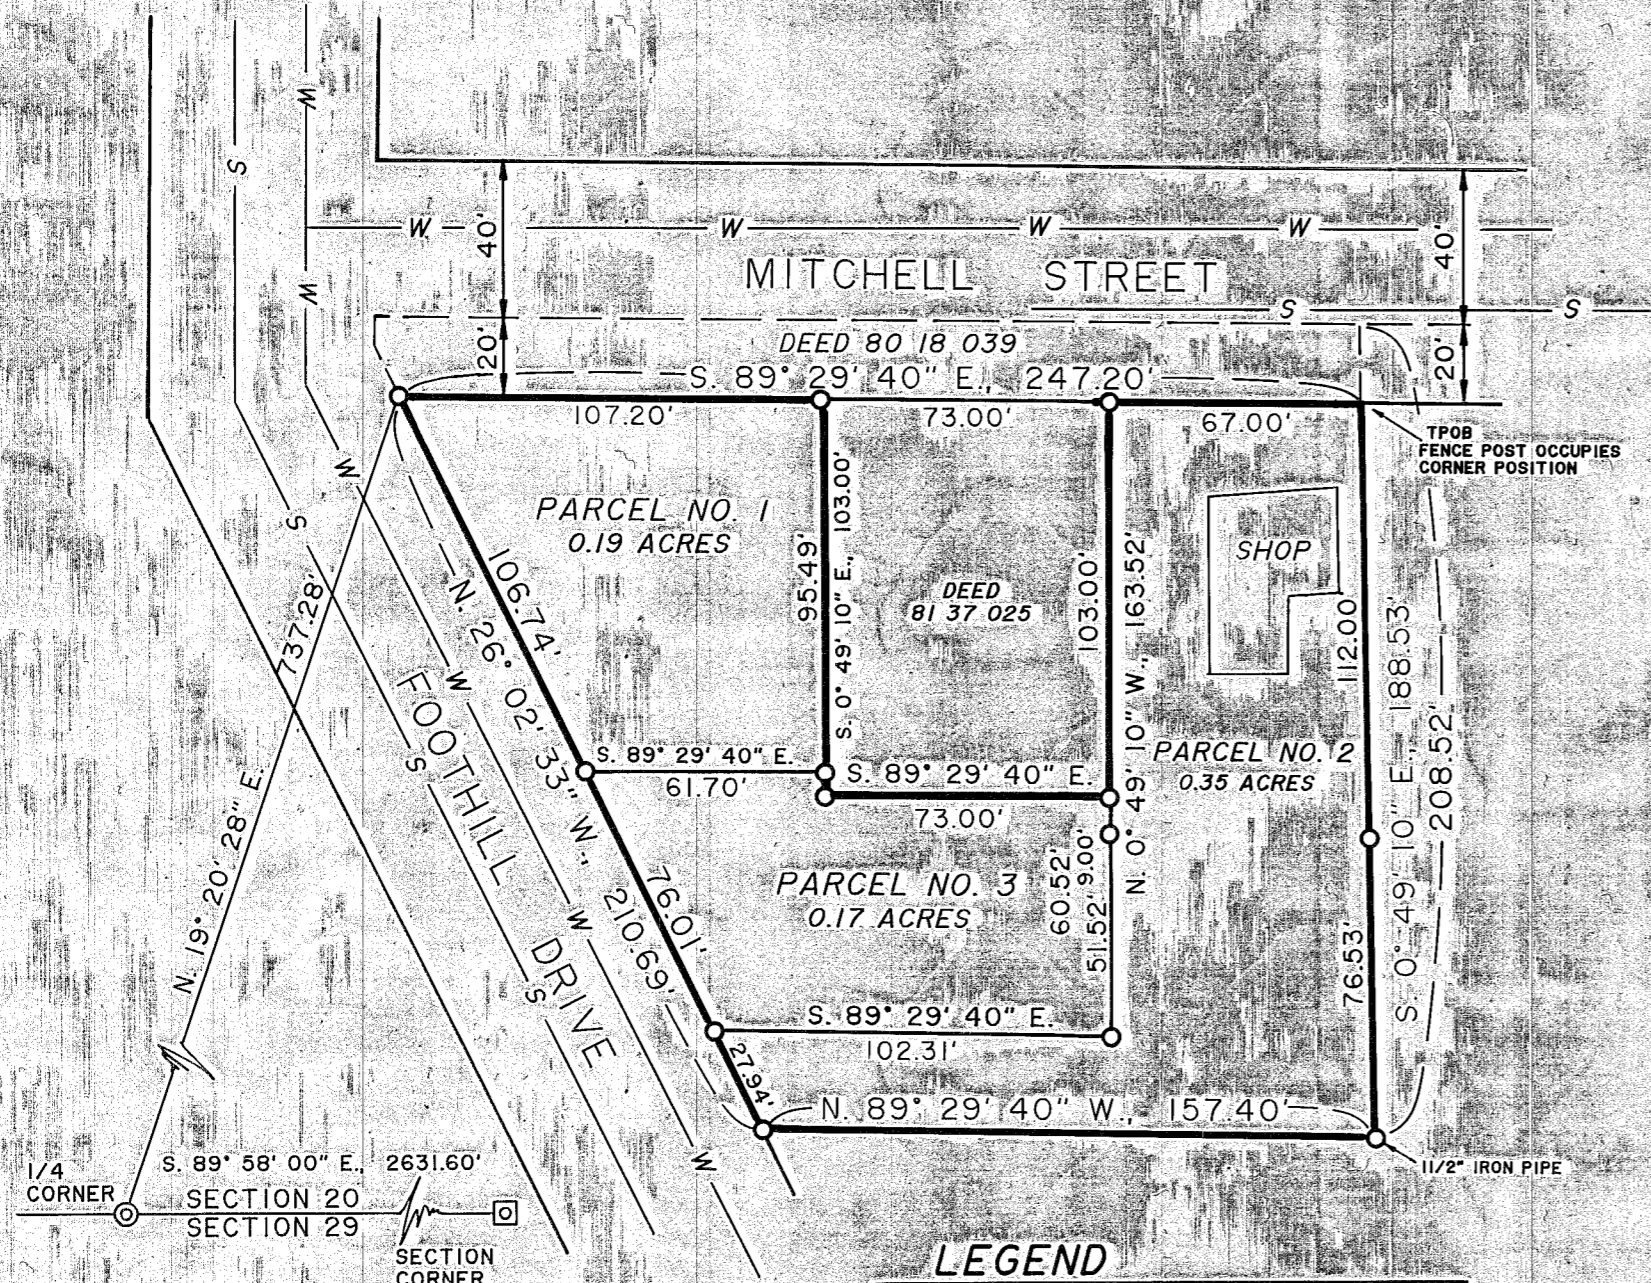 S
W
W
W
W
W
W
40'
40'
MITCHELL STREET
W
S
S
20'
20'
DEED 80 18 039
S. 89° 29' 40" E., 247.20'
107.20'
73.00'
67.00'
TPOB
FENCE POST OCCUPIES
CORNER POSITION
W
S
PARCEL NO. 1
0.19 ACRES
106.74'
N. 26° 02' 33" W., 210.69'
95.49'
S. 0° 49' 10" E., 103.00'
DEED
81 37 025
103.00'
N. 0° 49' 10" W., 163.52'
SHOP
112.00
S. 0° 49' 10" E., 188.53'
208.52'
737.28'
N. 19° 20' 28" E.
W
S
FOOTHILL DRIVE
S. 89° 29' 40" E.
61.70'
S. 89° 29' 40" E.
73.00'
PARCEL NO. 2
0.35 ACRES
PARCEL NO. 3
0.17 ACRES
76.01'
60.52'
9.00'
51.52'
76.53'
W
S
S. 89° 29' 40" E.
102.31'
27.94'
N. 89° 29' 40" W., 157.40'
W
11/2" IRON PIPE
1/4
CORNER
S. 89° 58' 00" E., 2631.60'
SECTION 20
SECTION 29
SECTION
CORNER
LEGEND